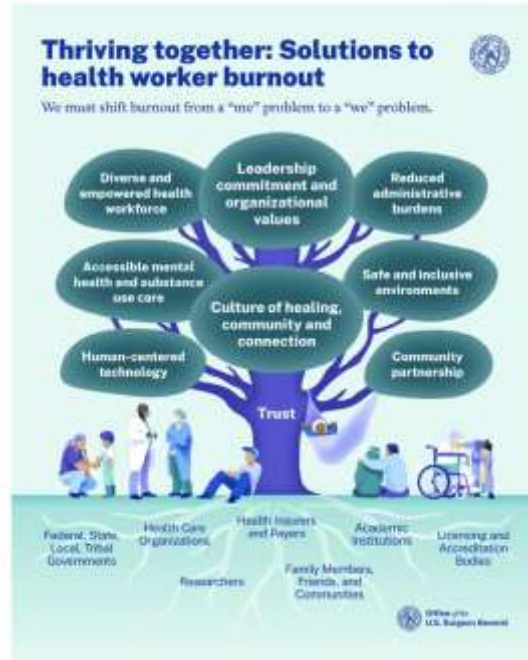 Thriving together: Solutions to
health worker burnout
We must shift burnout from a “me” problem to a “we” problem.
Diverse and
empowered health
workforce
Leadership
commitment and
organizational
values
Reduced
administrative
burdens
Accessible mental
health and substance
use care
Culture of healing,
community and
connection
Safe and inclusive
environments
Human-centered
technology
Community
partnership
Trust
Federal, State,
Local, Tribal
Governments
Health Care
Organizations
Health Insurers
and Payers
Academic
Institutions
Licensing and
Accreditation
Bodies
Researchers
Family Members,
Friends, and
Communities
Office of the
U.S. Surgeon General